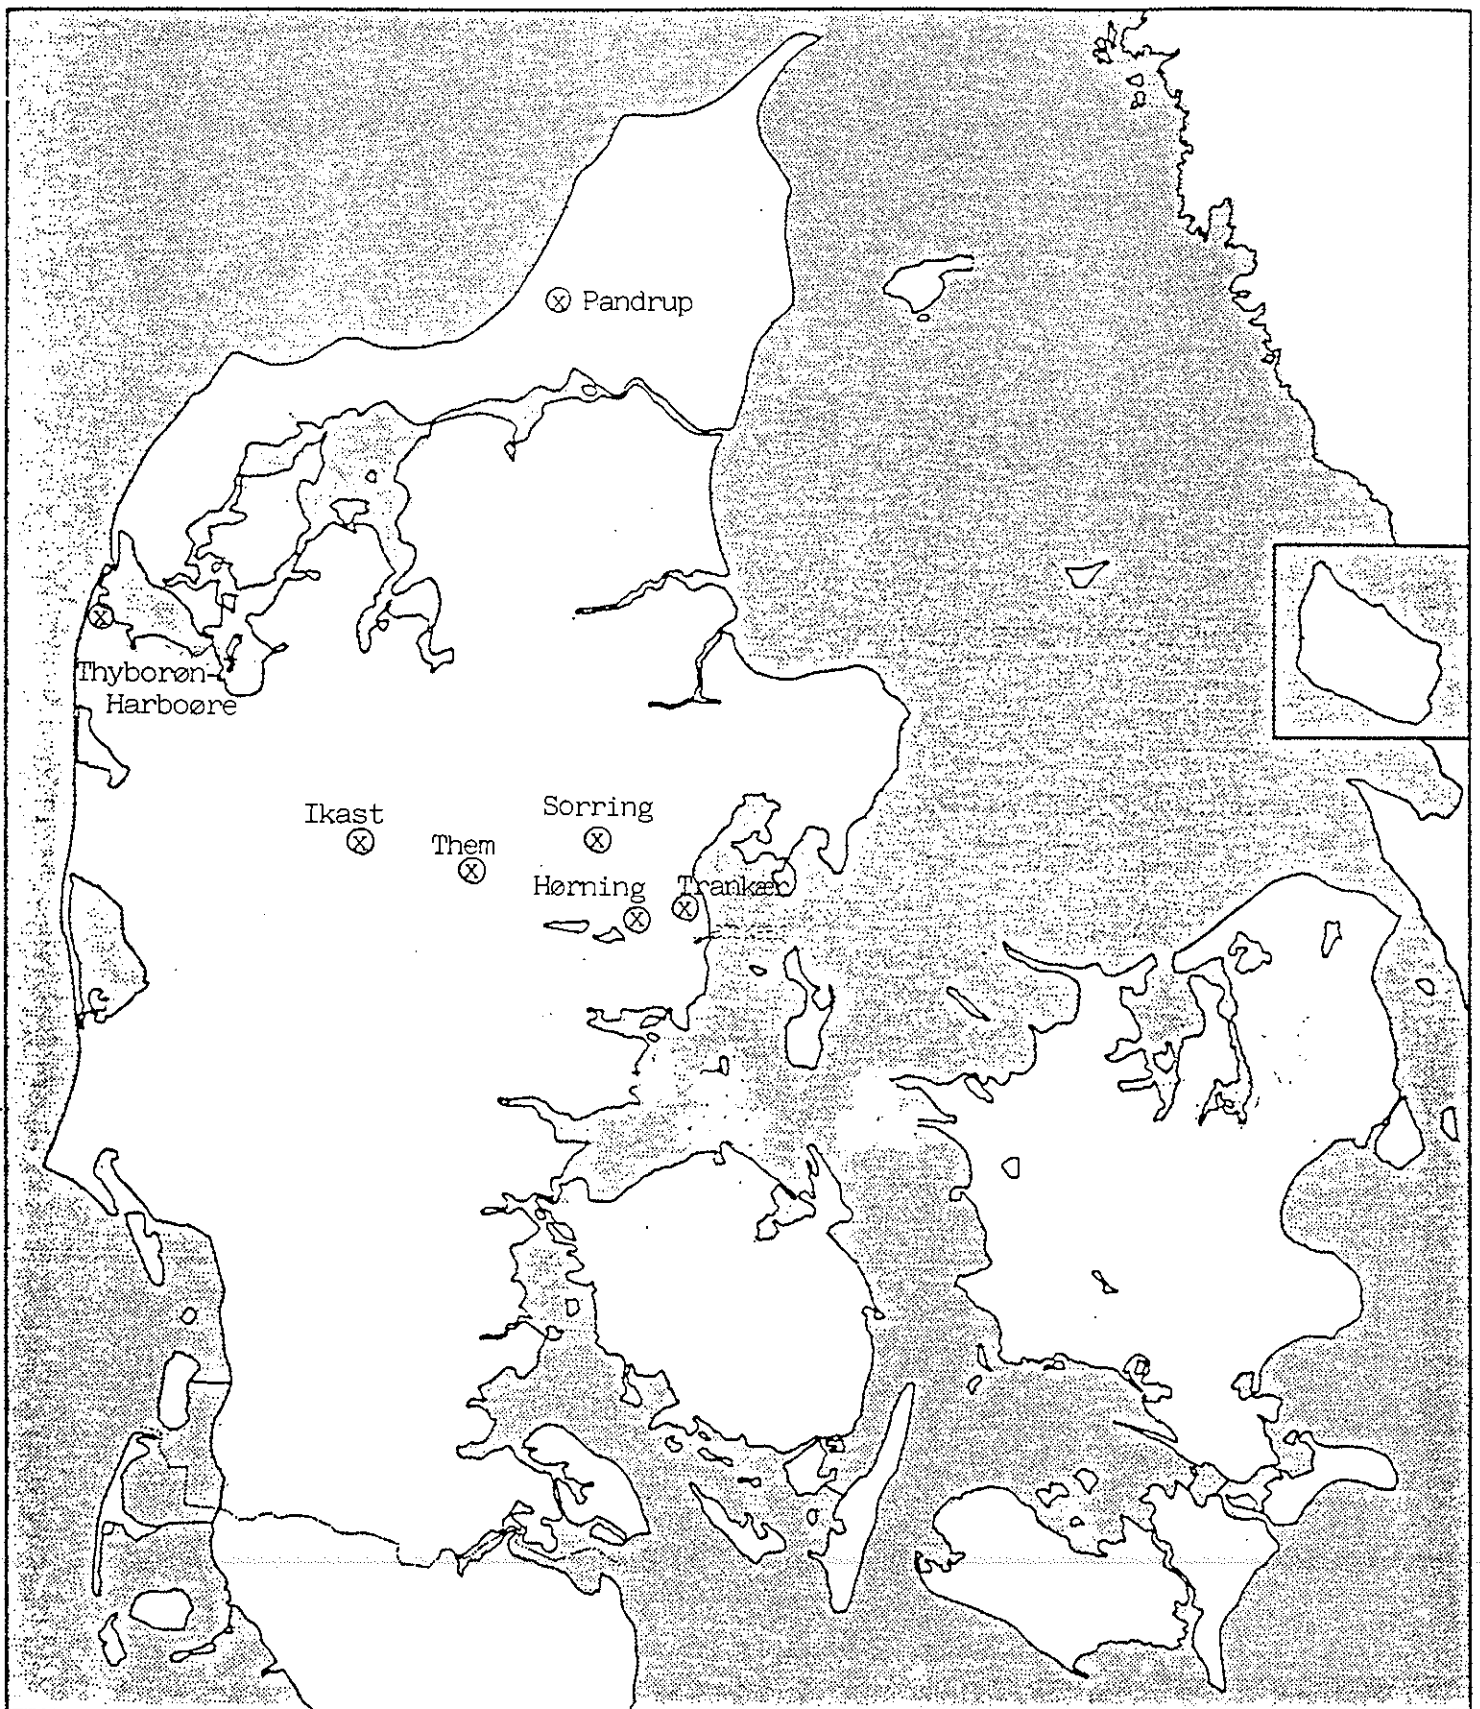 Pandrup
Thyborøn-
Harboøre
Ikast
Them
Sorring
Hørning
Trankær